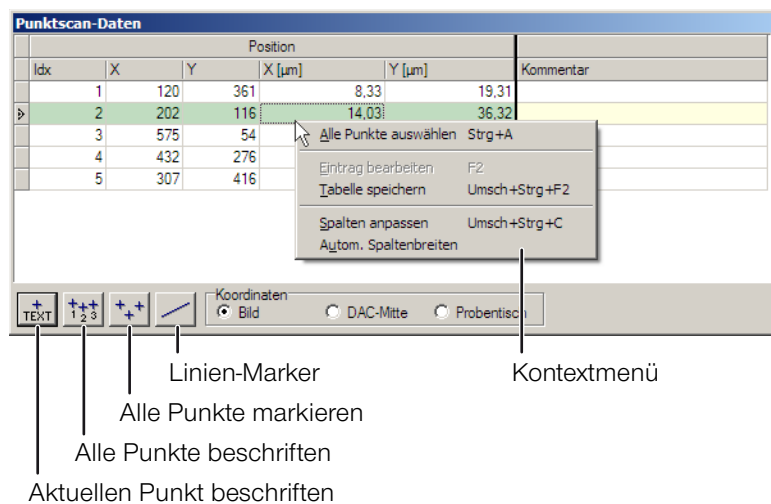 Punktscan-Daten
Position
Idx X Y X [µm] Y [µm] Kommentar
1 120 361 8,33 19,31
2 202 116 14,03 36,32
3 575 54
4 432 276
5 307 416
Alle Punkte auswählen Strg+A
Eintrag bearbeiten F2
Tabelle speichern Umsch+Strg+F2
Spalten anpassen Umsch+Strg+C
Autom. Spaltenbreiten
TEXT
1 2 3
Koordinaten
Bild DAC-Mitte Probentisch
Linien-Marker Kontextmenü
Alle Punkte markieren
Alle Punkte beschriften
Aktuellen Punkt beschriften